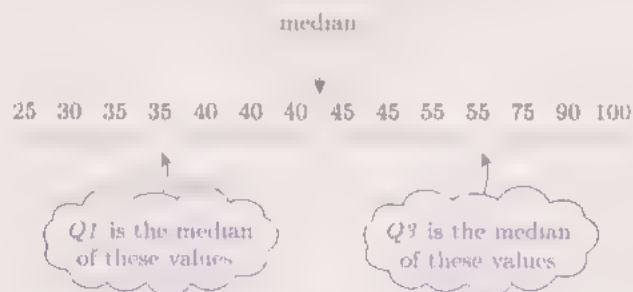 median
25 30 35 35 40 40 40 45 45 55 55 75 90 100
Q1 is the median
of these values
Q3 is the median
of these values